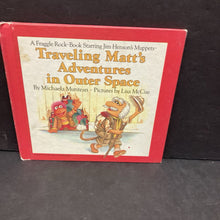 A Fraggle Rock Book Starring Jim Henson's Muppets
Traveling Matt's
Adventures
in Outer Space
By Michaela Muntean · Pictures by Lisa McCue